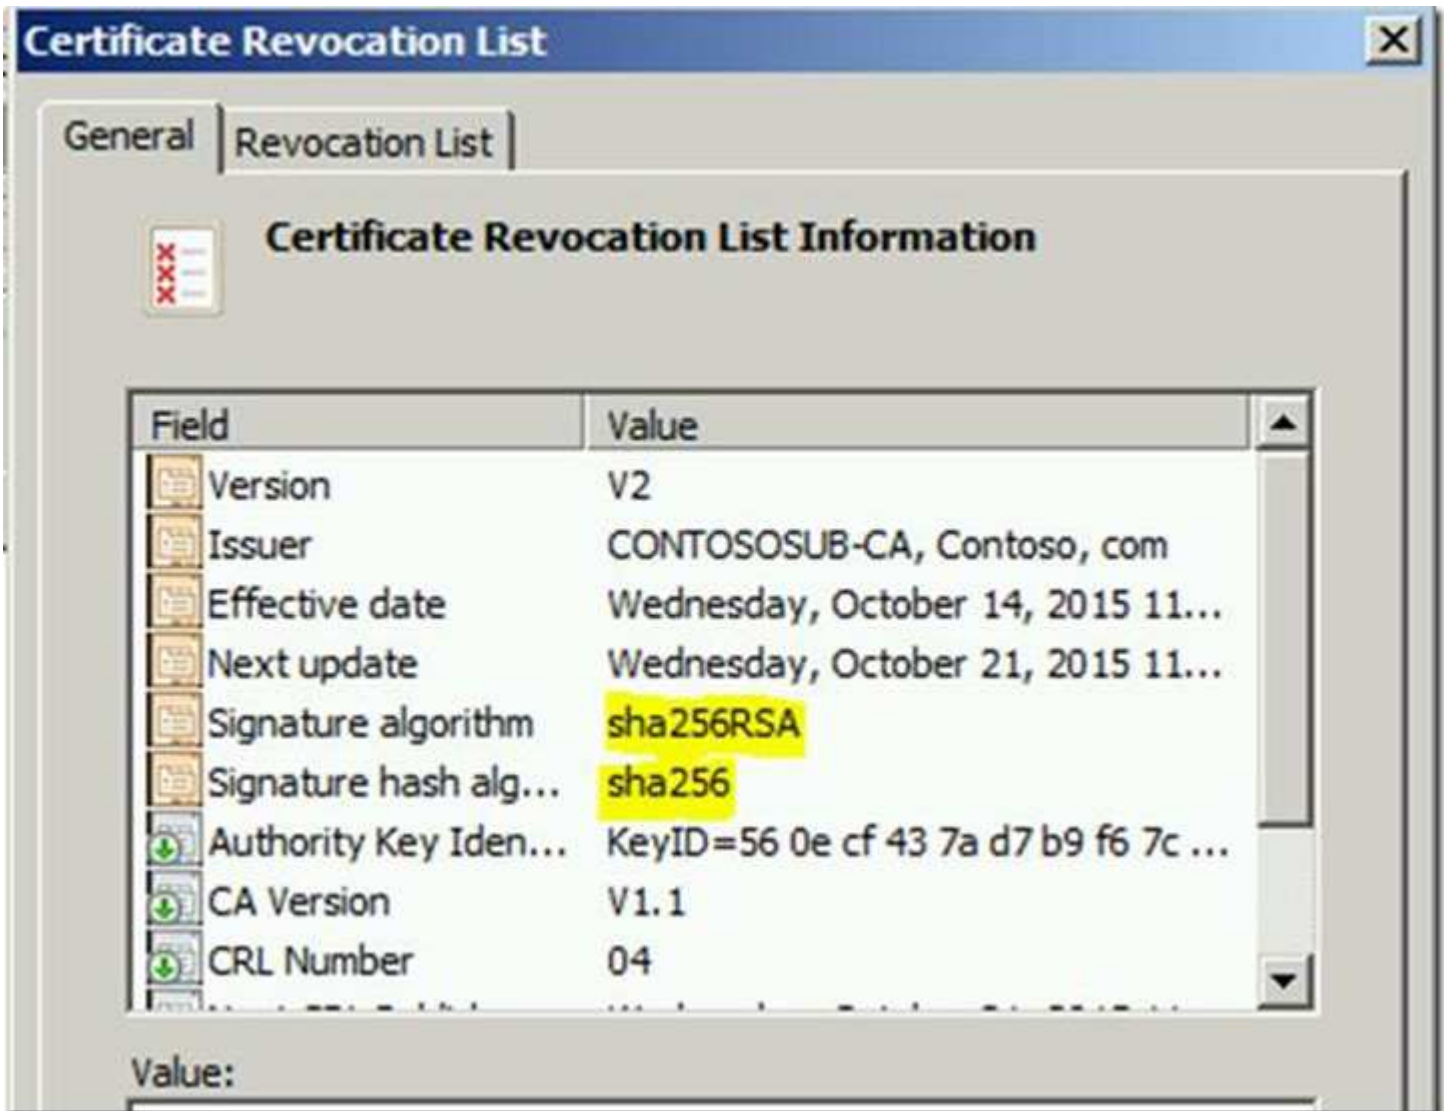 Certificate Revocation List
General Revocation List
Certificate Revocation List Information
Field Value
Version V2
Issuer CONTOSOSUB-CA, Contoso, com
Effective date Wednesday, October 14, 2015 11...
Next update Wednesday, October 21, 2015 11...
Signature algorithm sha256RSA
Signature hash alg... sha256
Authority Key Iden... KeyID=56 0e cf 43 7a d7 b9 f6 7c ...
CA Version V1.1
CRL Number 04
Value: